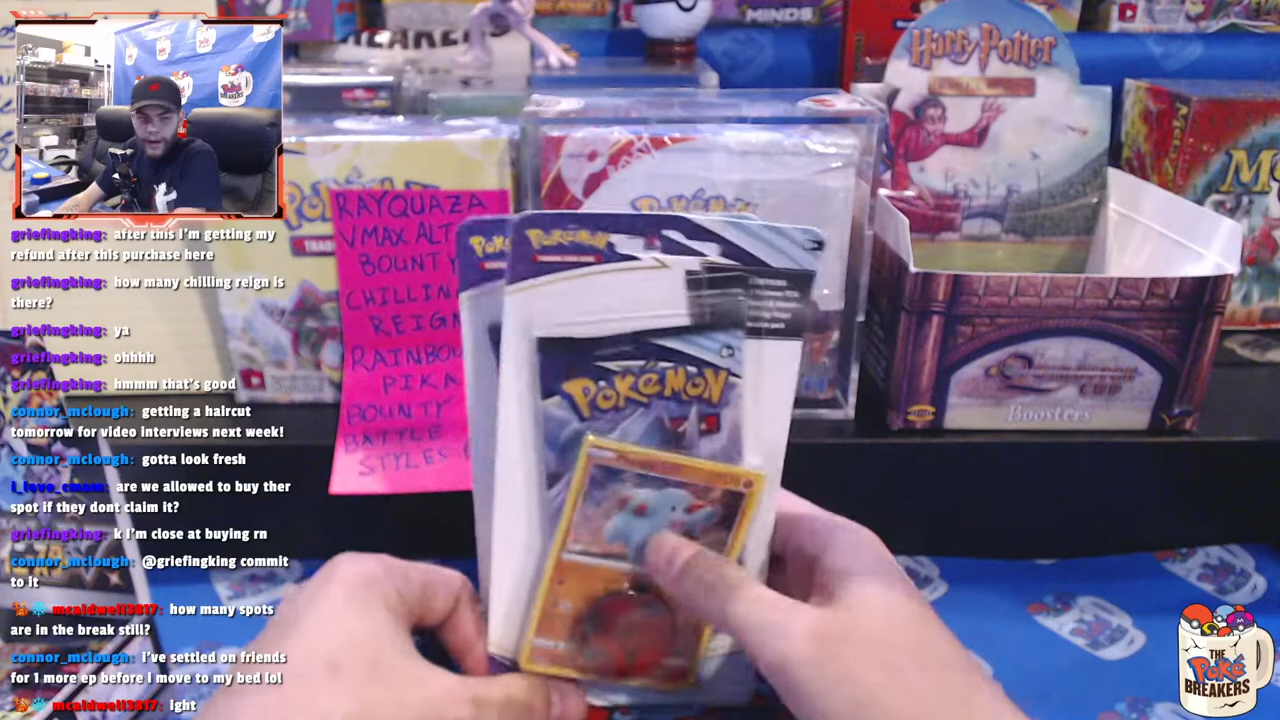 griefingking: after this I'm getting my
refund after this purchase here
griefingking: how many chilling reign is
there?
griefingking: ya
griefingking: ohhhh
griefingking: hmmm that's good
connor_mclough: getting a haircut
tomorrow for video interviews next week!
connor_mclough: gotta look fresh
i_love_cmam: are we allowed to buy ther
spot if they dont claim it?
griefingking: k I'm close at buying rn
connor_mclough: @griefingking commit
to it
mcaldwell3817: how many spots
are in the break still?
connor_mclough: i've settled on friends
for 1 more ep before i move to my bed lol
mcaldwell3817: ight
RAYQUAZA
VMAX ALT
BOUNTY
CHILLIN
REIGN
RAINBOW
PIKA
BOUNTY
BATTLE
STYLES
POKÉMON
MINDS
Harry Potter
Boosters
THE
Poké
BREAKERS